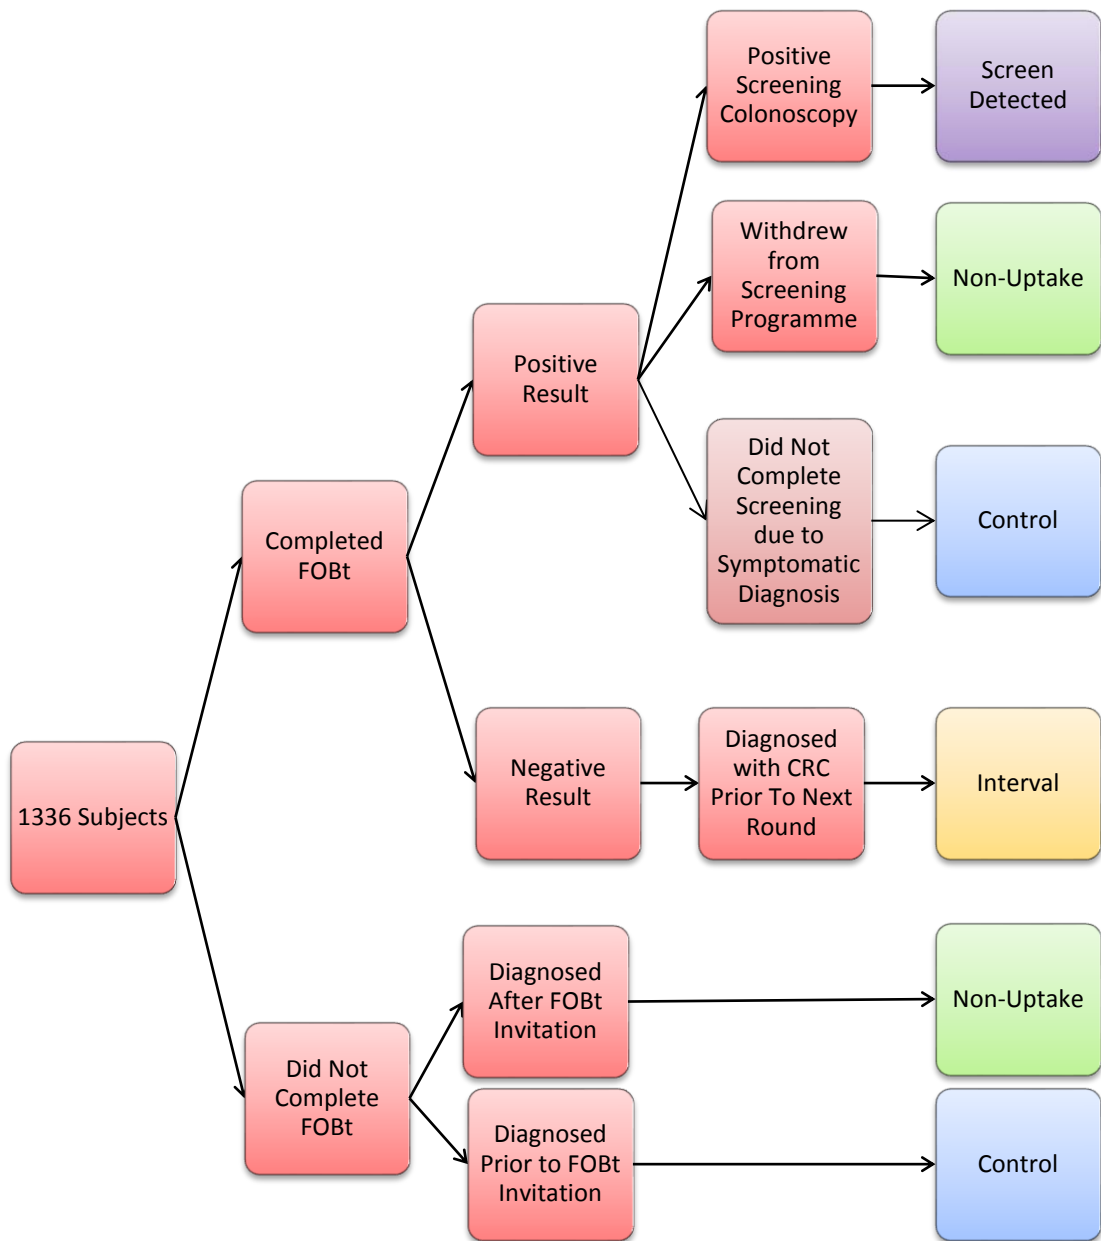 Positive
Screening
Colonoscopy
Screen
Detected
Withdrew
from
Screening
Programme
Non-Uptake
Positive
Result
Did Not
Complete
Screening
due to
Symptomatic
Diagnosis
Control
Completed
FOBt
1336 Subjects
Negative
Result
Diagnosed
with CRC
Prior To Next
Round
Interval
Did Not
Complete
FOBt
Diagnosed
After FOBt
Invitation
Non-Uptake
Diagnosed
Prior to FOBt
Invitation
Control